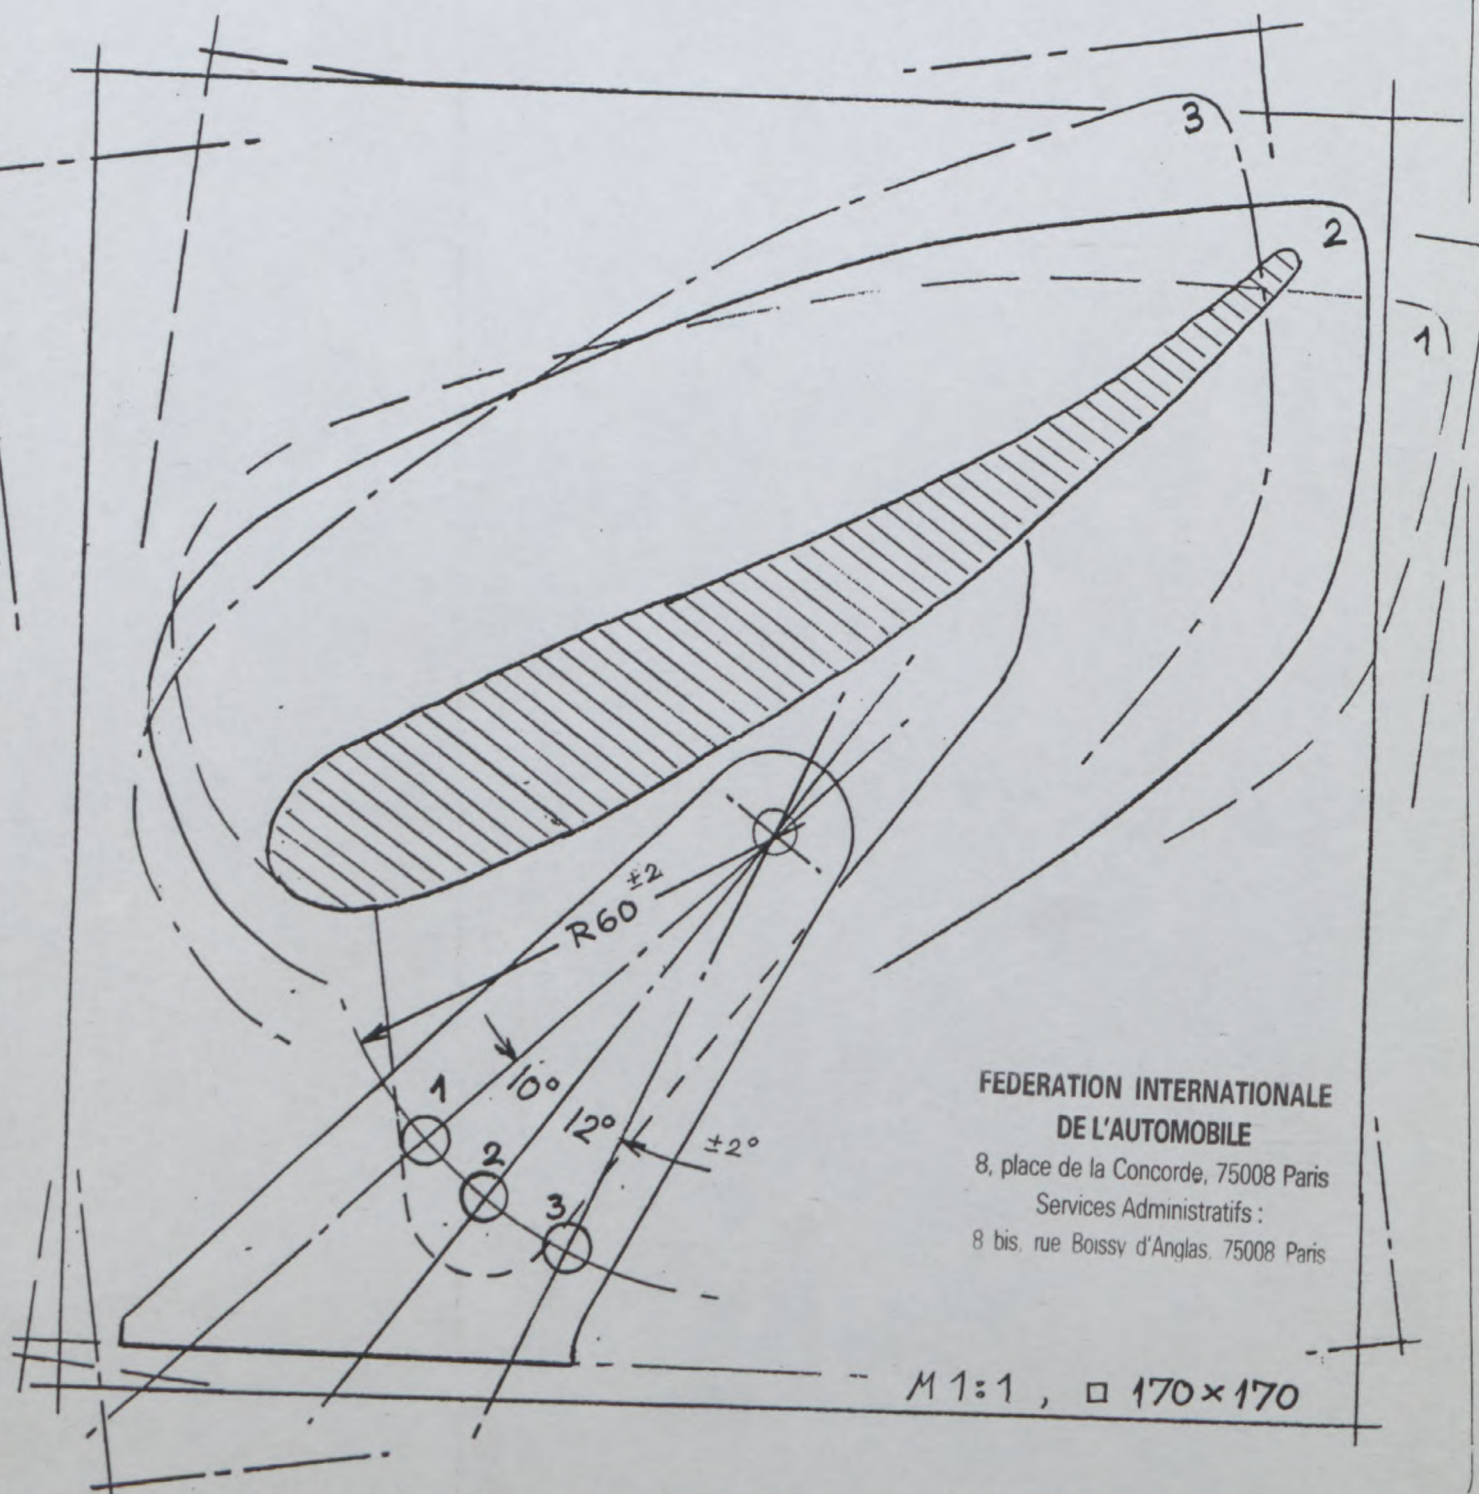 3
2
1
R60 ±2
10°
12°
±2°
1
2
3
FEDERATION INTERNATIONALE
DE L'AUTOMOBILE
8, place de la Concorde, 75008 Paris
Services Administratifs :
8 bis, rue Boissy d'Anglas, 75008 Paris
M 1:1 , □ 170×170